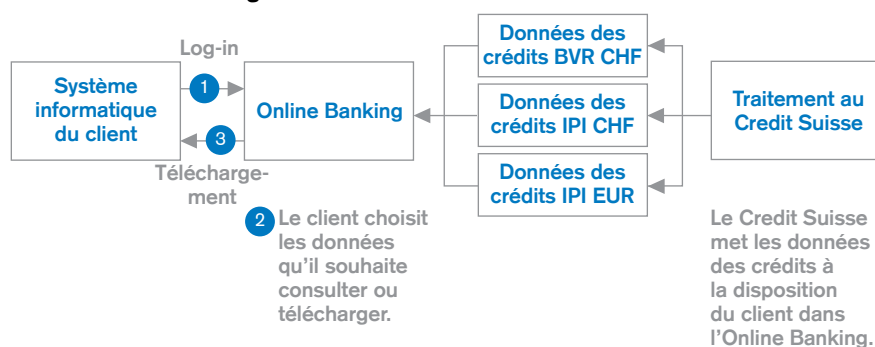 Log-in
Système
informatique
du client
1
3
Télécharge-
ment
Online Banking
2 Le client choisit
les données
qu'il souhaite
consulter ou
télécharger.
Données des
crédits BVR CHF
Données des
crédits IPI CHF
Données des
crédits IPI EUR
Traitement au
Credit Suisse
Le Credit Suisse
met les données
des crédits à
la disposition
du client dans
l'Online Banking.